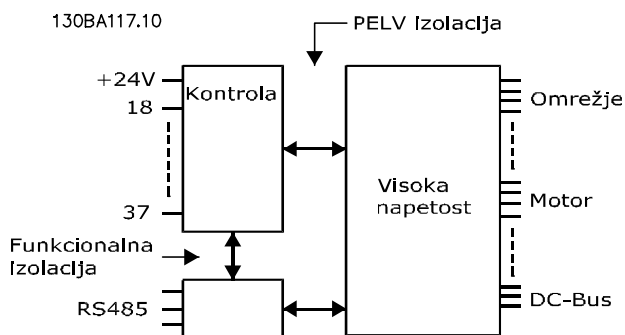 130BA117.10
PELV izolacija
+24V
Kontrola
18
Omrežje
Visoka
napetost
37
Motor
Funkcionalna
izolacija
RS485
DC-Bus